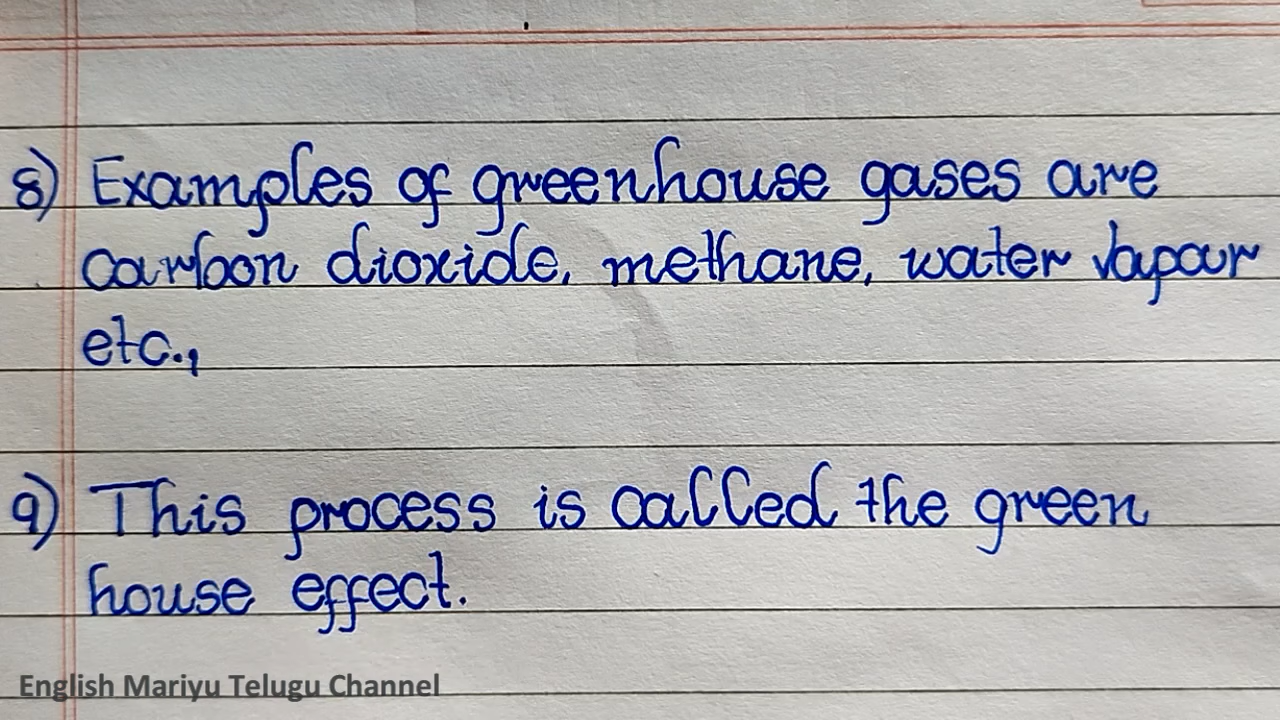 8) Examples of greenhouse gases are
carbon dioxide, methane, water vapour
etc.,
9) This process is called the green
house effect.
English Mariyu Telugu Channel